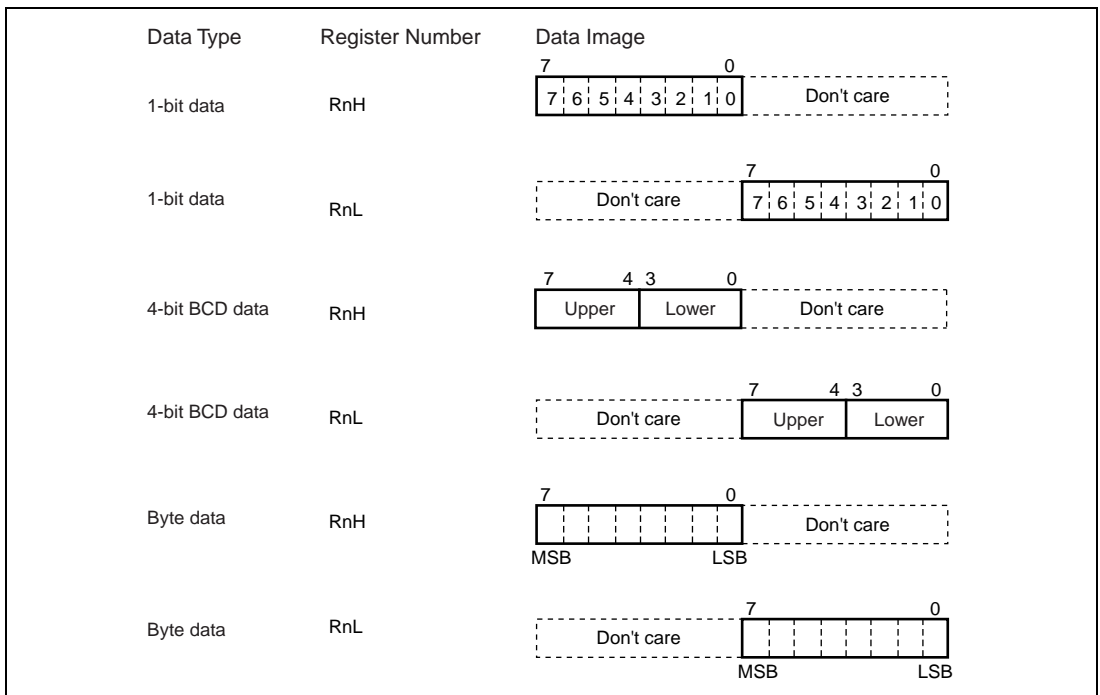 Data Type Register Number Data Image
7 0
1-bit data RnH 7 6 5 4 3 2 1 0 Don't care
7 0
1-bit data RnL Don't care 7 6 5 4 3 2 1 0
7 4 3 0
4-bit BCD data RnH Upper Lower Don't care
7 4 3 0
4-bit BCD data RnL Don't care Upper Lower
7 0
Byte data RnH Don't care
MSB LSB
7 0
Byte data RnL Don't care
MSB LSB